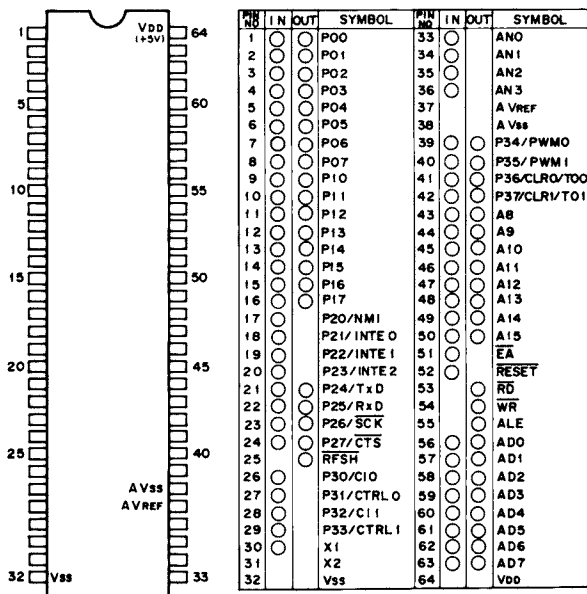 1 VDD (+5V) 64
5 60
10 55
15 50
20 45
25 40
AVSS
AVREF
32 VSS 33
PIN NO IN OUT SYMBOL PIN NO IN OUT SYMBOL
1 P00 33 AN0
2 P01 34 AN1
3 P02 35 AN2
4 P03 36 AN3
5 P04 37 AVREF
6 P05 38 AVSS
7 P06 39 P34/PWM0
8 P07 40 P35/PWM1
9 P10 41 P36/CLR0/TO0
10 P11 42 P37/CLR1/TO1
11 P12 43 A8
12 P13 44 A9
13 P14 45 A10
14 P15 46 A11
15 P16 47 A12
16 P17 48 A13
17 P20/NMI 49 A14
18 P21/INTE0 50 A15
19 P22/INTE1 51 EA
20 P23/INTE2 52 RESET
21 P24/TxD 53 RD
22 P25/RxD 54 WR
23 P26/SCK 55 ALE
24 P27/CTS 56 AD0
25 RFSH 57 AD1
26 P30/CI0 58 AD2
27 P31/CTRL0 59 AD3
28 P32/CI1 60 AD4
29 P33/CTRL1 61 AD5
30 X1 62 AD6
31 X2 63 AD7
32 VSS 64 VDD